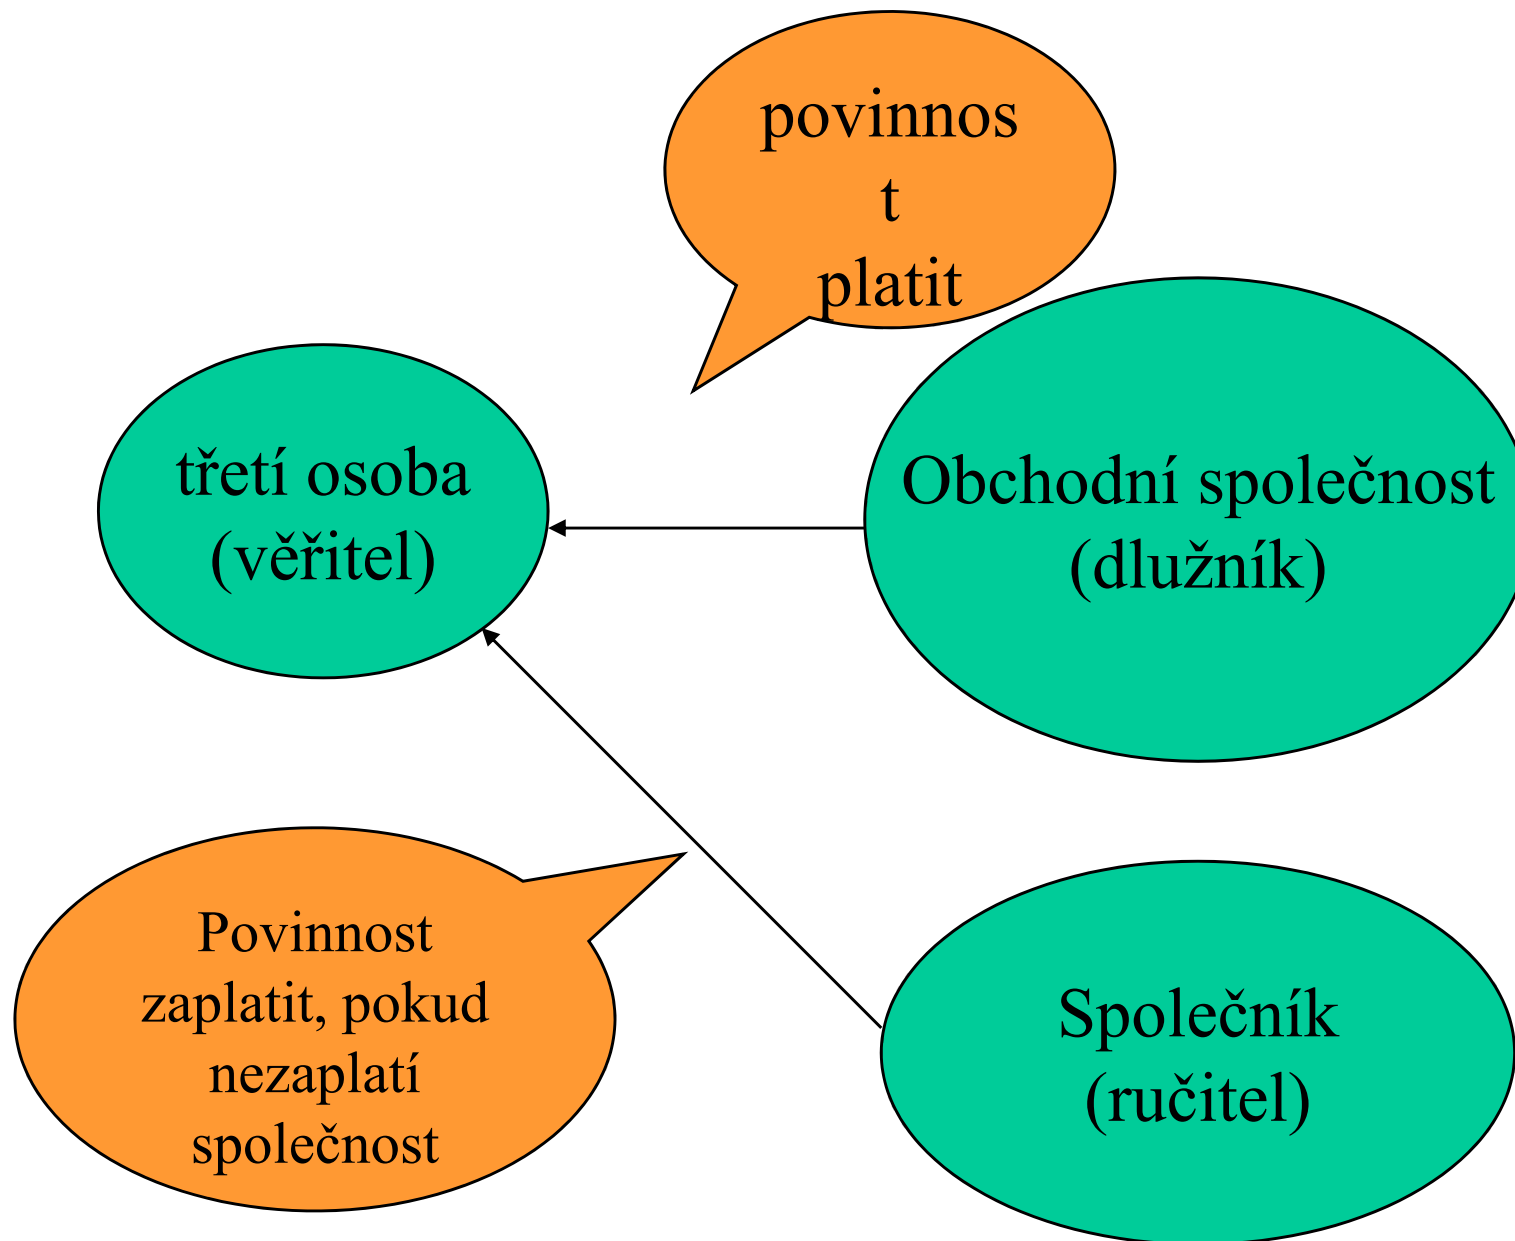 povinnos
t
platit
třetí osoba
(věřitel)
Obchodní společnost
(dlužník)
Povinnost
zaplatit, pokud
nezaplatí
společnost
Společník
(ručitel)